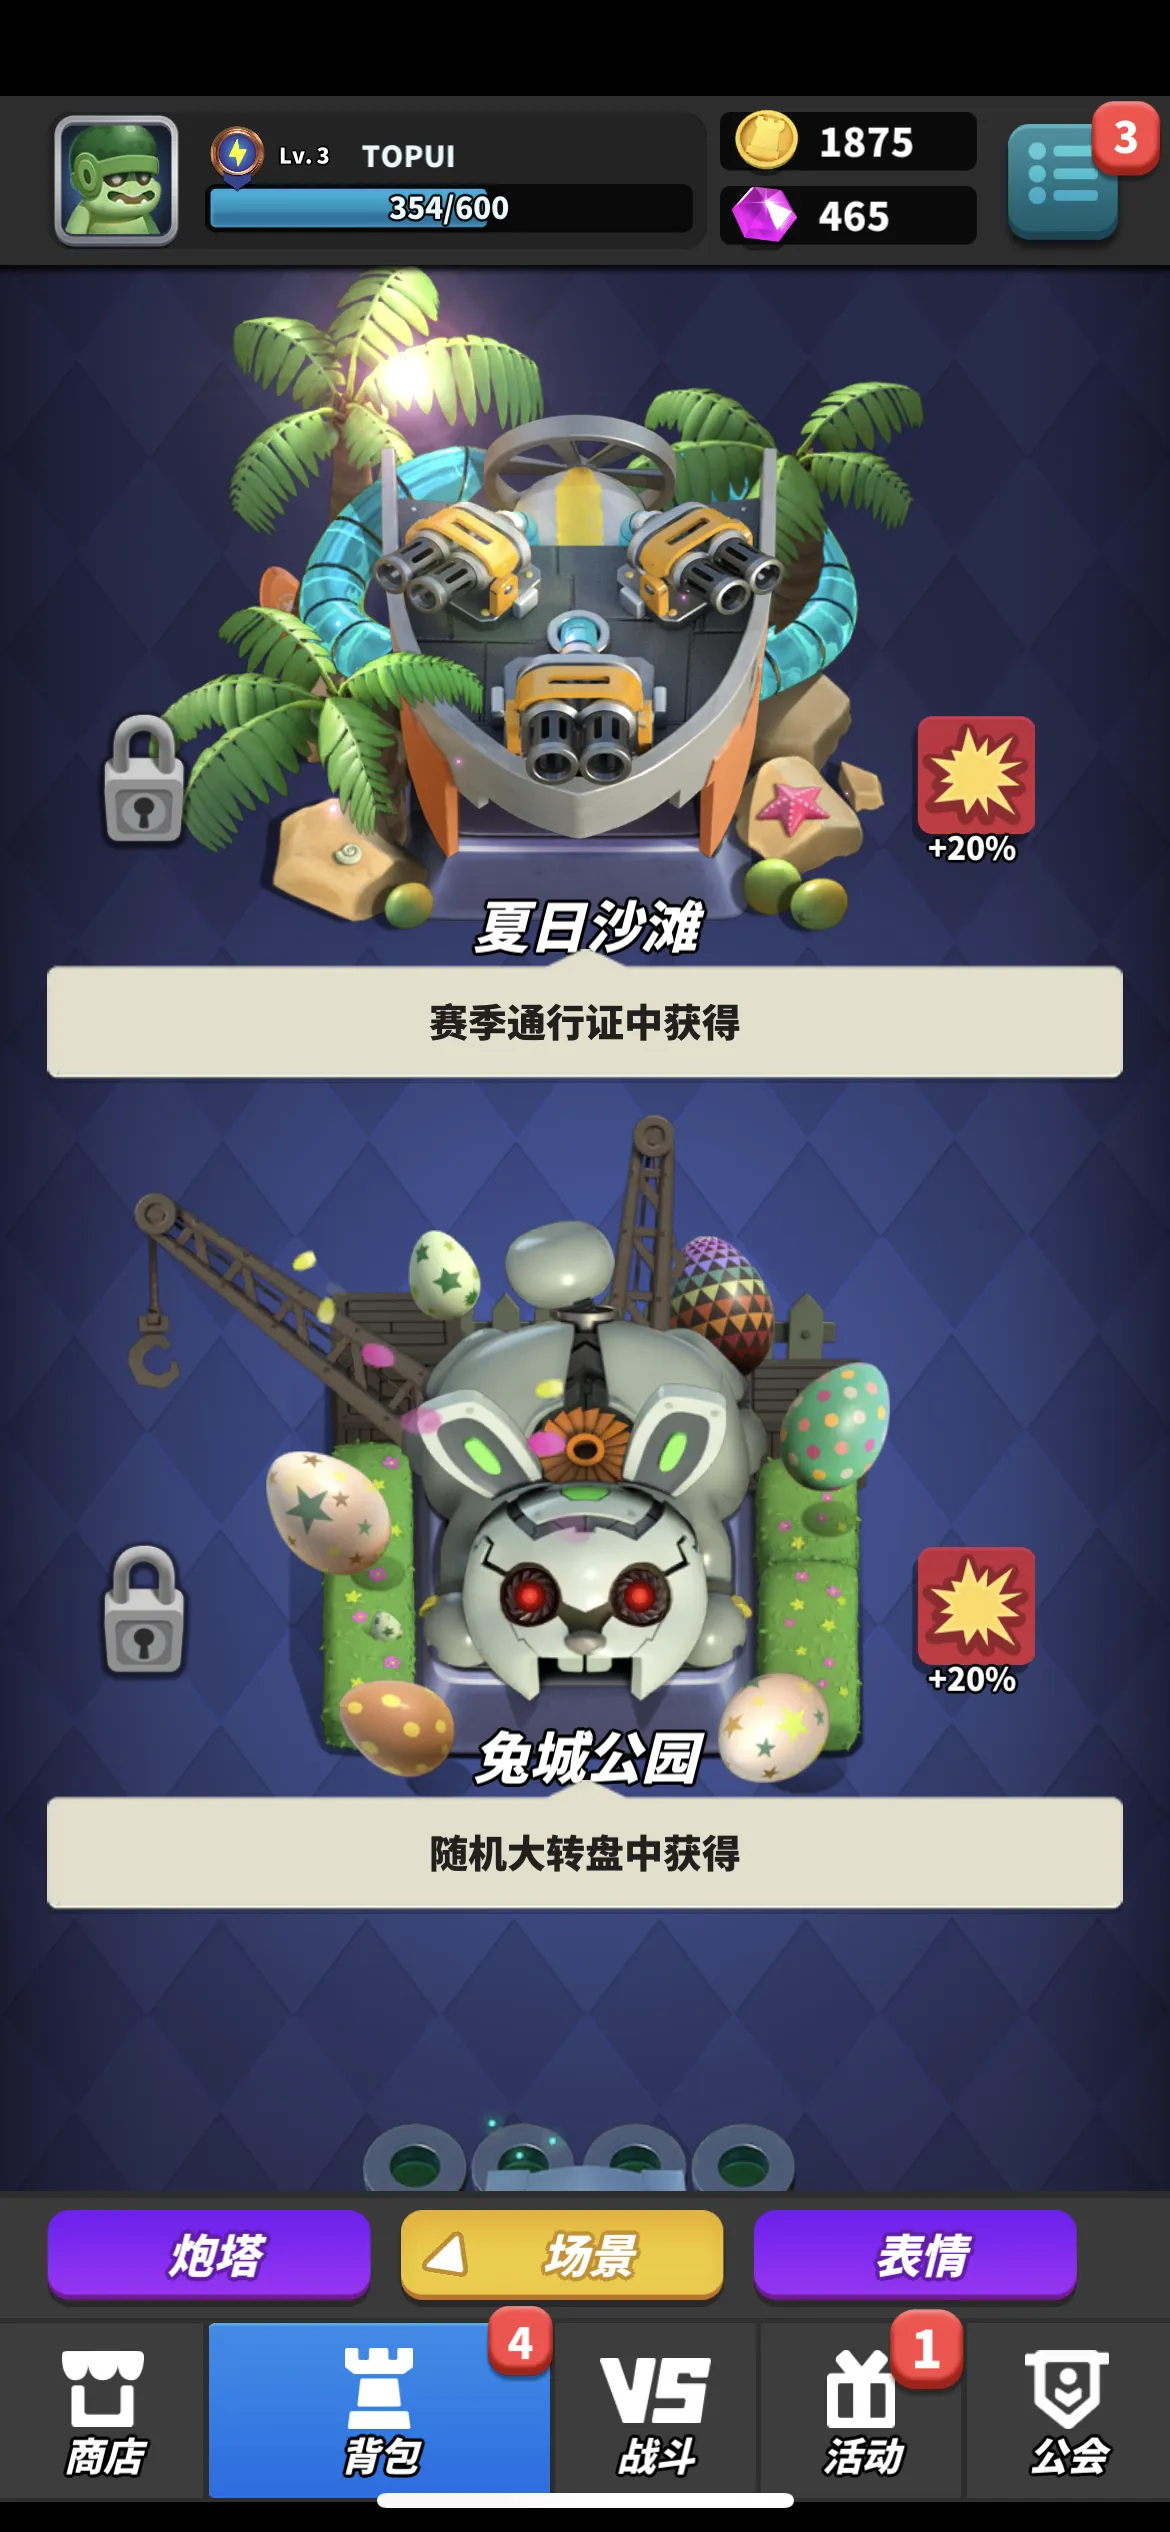 Lv.3 TOPUI
354/600
1875
465
3
+20%
夏日沙滩
赛季通行证中获得
+20%
兔城公园
随机大转盘中获得
炮塔
场景
表情
4
1
VS
商店
背包
战斗
活动
公会